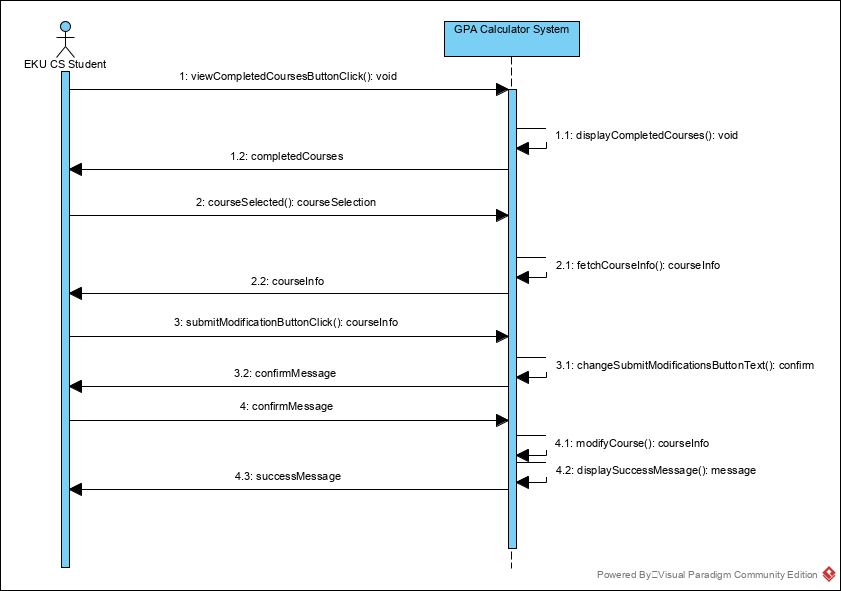 GPA Calculator System
EKU CS Student
1: viewCompletedCoursesButtonClick(): void
1.1: displayCompletedCourses(): void
1.2: completedCourses
2: courseSelected(): courseSelection
2.1: fetchCourseInfo(): courseInfo
2.2: courseInfo
3: submitModificationButtonClick(): courseInfo
3.1: changeSubmitModificationsButtonText(): confirm
3.2: confirmMessage
4: confirmMessage
4.1: modifyCourse(): courseInfo
4.2: displaySuccessMessage(): message
4.3: successMessage
Powered By Visual Paradigm Community Edition